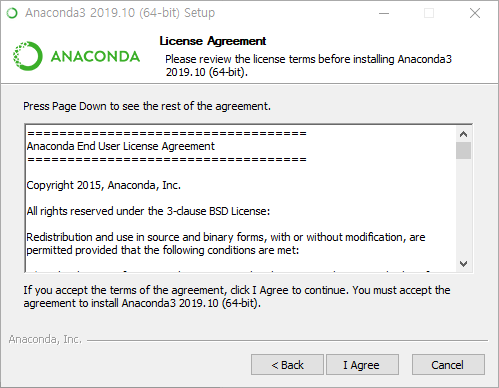 Anaconda3 2019.10 (64-bit) Setup
ANACONDA
License Agreement
Please review the license terms before installing Anaconda3
2019.10 (64-bit).
Press Page Down to see the rest of the agreement.
===================================
Anaconda End User License Agreement
===================================
Copyright 2015, Anaconda, Inc.
All rights reserved under the 3-clause BSD License:
Redistribution and use in source and binary forms, with or without modification, are
permitted provided that the following conditions are met:
If you accept the terms of the agreement, click I Agree to continue. You must accept the
agreement to install Anaconda3 2019.10 (64-bit).
Anaconda, Inc.
< Back
I Agree
Cancel